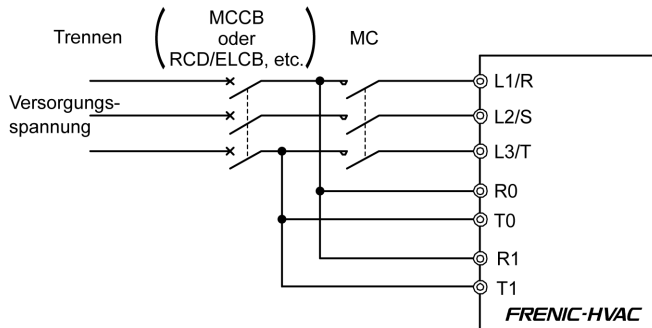 Trennen
MCCB
oder
RCD/ELCB, etc.
MC
Versorgungs-
spannung
L1/R
L2/S
L3/T
R0
T0
R1
T1
FRENIC-HVAC